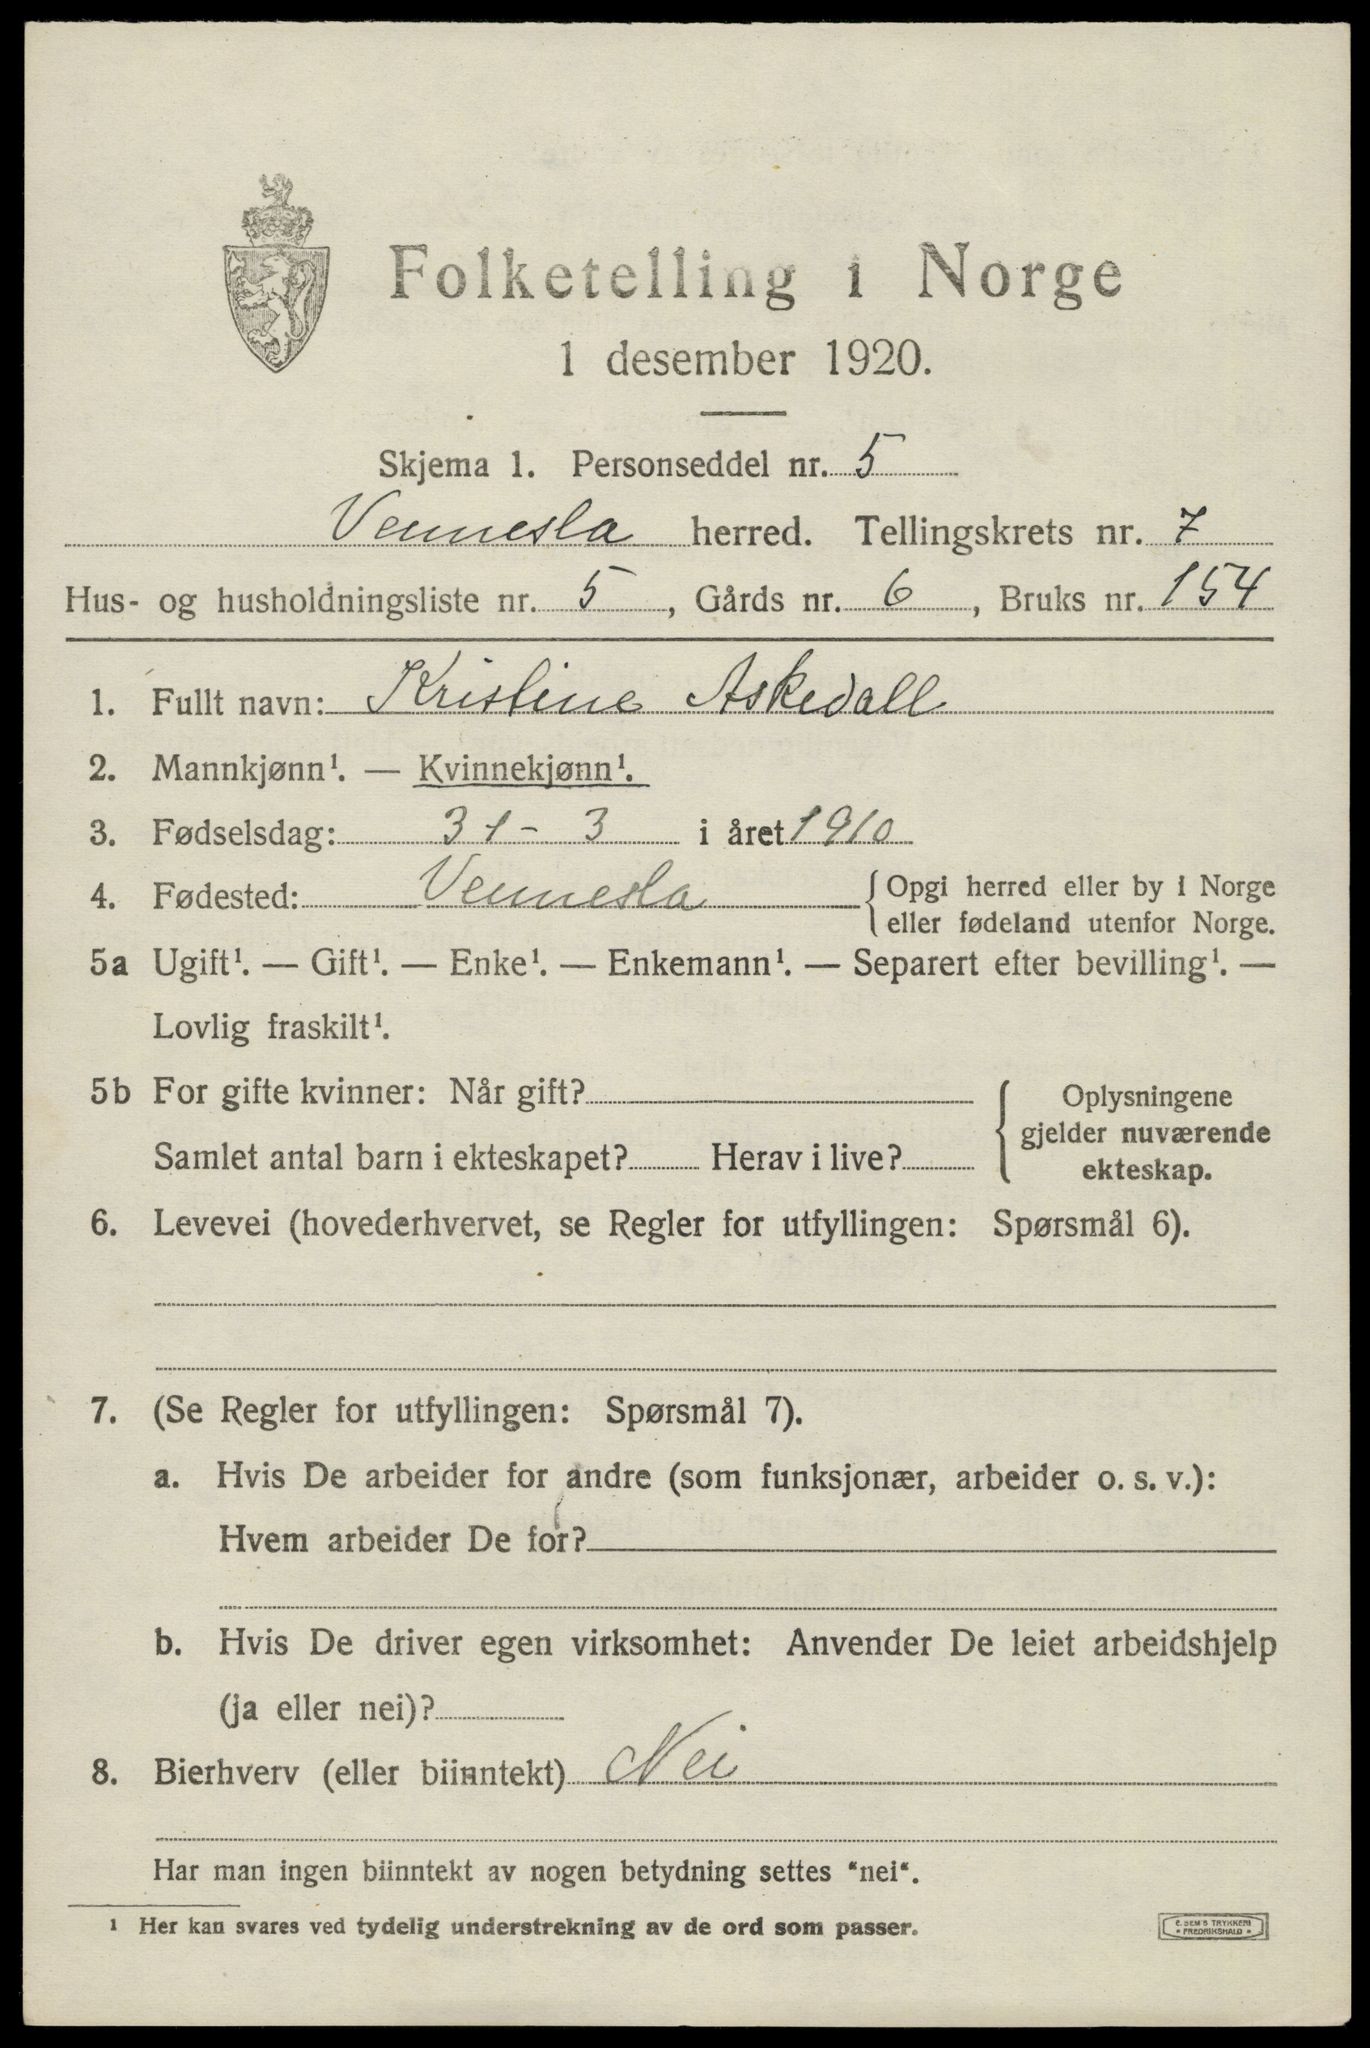 Folketelling i Norge
1 desember 1920.
Skjema 1. Personseddel nr. 5
Vennesla herred. Tellingskrets nr. 7
Hus- og husholdningsliste nr. 5, Gårds nr. 6, Bruks nr. 154
1. Fullt navn: Kristine Askedall
2. Mannkjønn¹. — Kvinnekjønn¹.
3. Fødselsdag: 31 - 3 i året 1910
4. Fødested: Vennesla { Opgi herred eller by i Norge
eller fødeland utenfor Norge.
5a Ugift¹. — Gift¹. — Enke¹. — Enkemann¹. — Separert efter bevilling¹. —
Lovlig fraskilt¹.
5b For gifte kvinner: Når gift?
Samlet antal barn i ekteskapet? Herav i live?
Oplysningene
gjelder nuværende
ekteskap.
6. Levevei (hovederhvervet, se Regler for utfyllingen: Spørsmål 6).
7. (Se Regler for utfyllingen: Spørsmål 7).
a. Hvis De arbeider for andre (som funksjonær, arbeider o. s. v.):
Hvem arbeider De for?
b. Hvis De driver egen virksomhet: Anvender De leiet arbeidshjelp
(ja eller nei)?
8. Bierhverv (eller biinntekt) Nei
Har man ingen biinntekt av nogen betydning settes "nei".
¹ Her kan svares ved tydelig understrekning av de ord som passer.
C. SEM'S TRYKKERI
• FREDRIKSHALD •